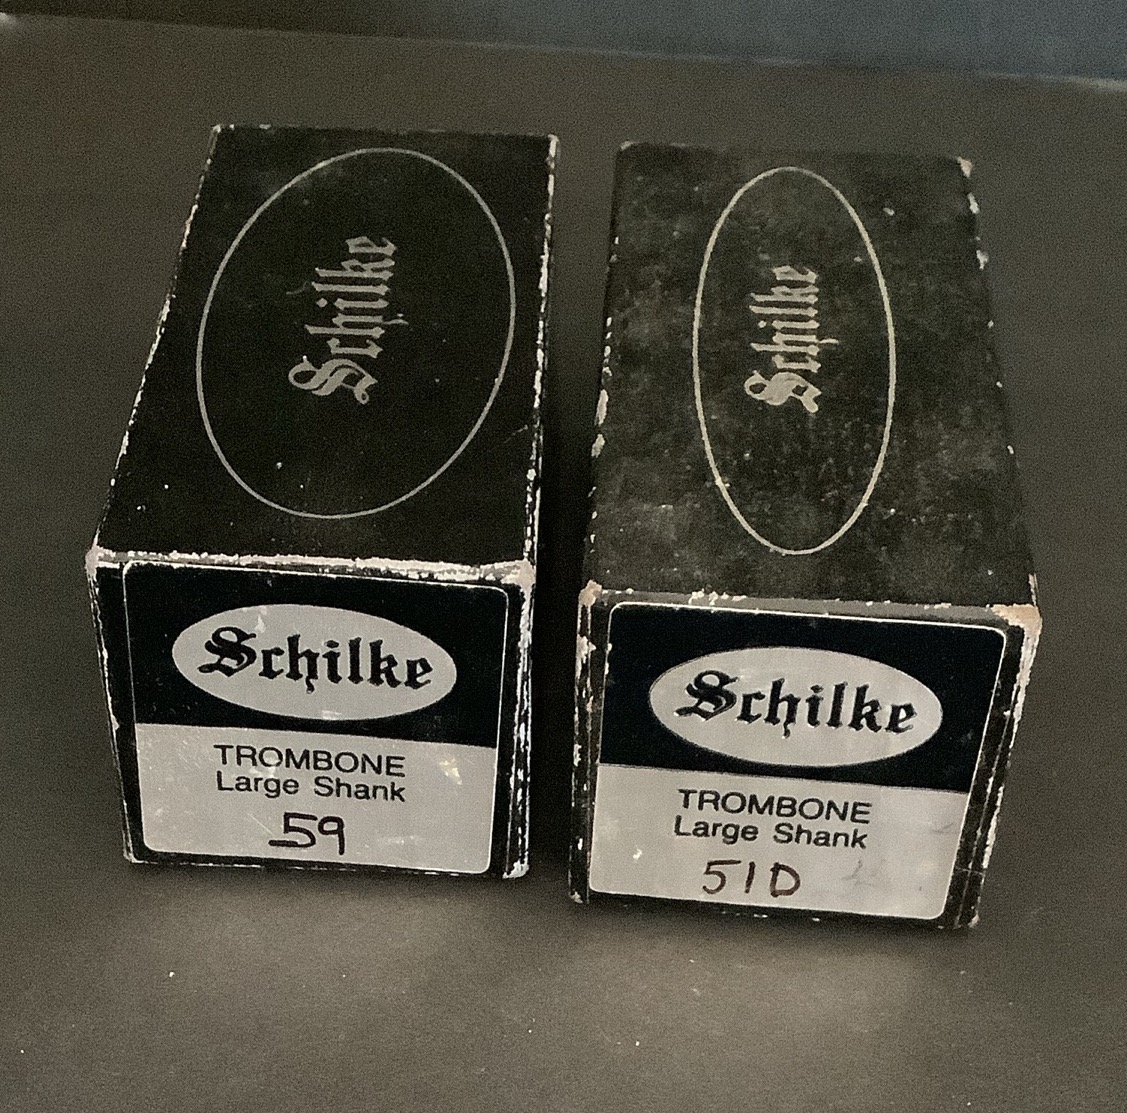 Schilke
Schilke
TROMBONE
Large Shank
59
Schilke
Schilke
TROMBONE
Large Shank
51D